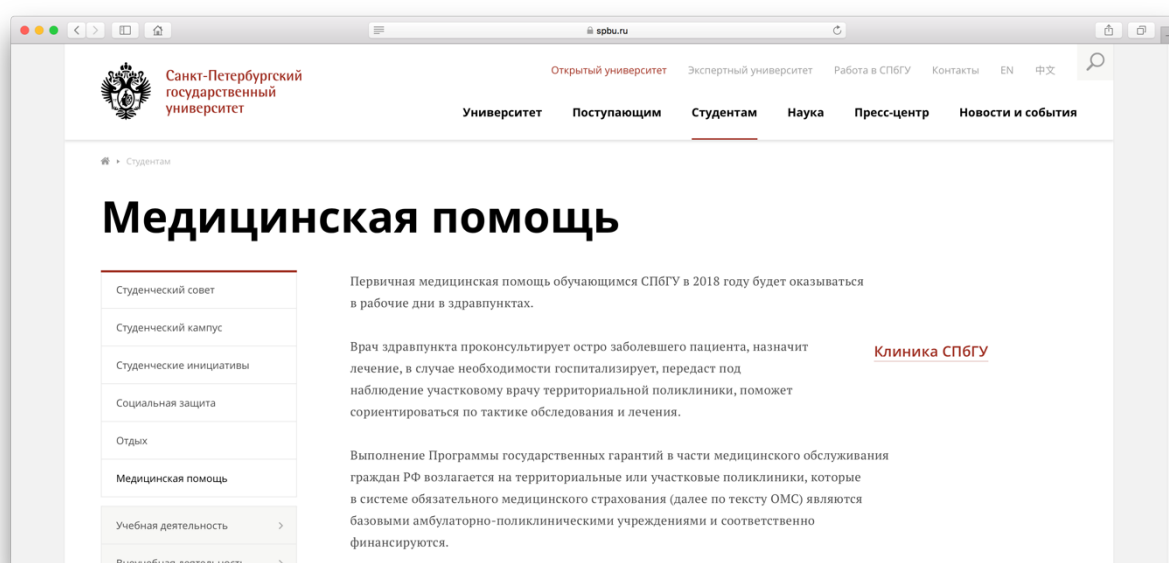 spbu.ru
Санкт-Петербургский
государственный
университет
Открытый университет Экспертный университет Работа в СПбГУ Контакты EN 中文
Университет Поступающим Студентам Наука Пресс-центр Новости и события
Студентам
Медицинская помощь
Студенческий совет
Студенческий кампус
Студенческие инициативы
Социальная защита
Отдых
Медицинская помощь
Учебная деятельность
Внеучебная деятельность
Первичная медицинская помощь обучающимся СПбГУ в 2018 году будет оказываться
в рабочие дни в здравпунктах.
Врач здравпункта проконсультирует остро заболевшего пациента, назначит
лечение, в случае необходимости госпитализирует, передаст под
наблюдение участковому врачу территориальной поликлиники, поможет
сориентироваться по тактике обследования и лечения.
Выполнение Программы государственных гарантий в части медицинского обслуживания
граждан РФ возлагается на территориальные или участковые поликлиники, которые
в системе обязательного медицинского страхования (далее по тексту ОМС) являются
базовыми амбулаторно-поликлиническими учреждениями и соответственно
финансируются.
Клиника СПбГУ